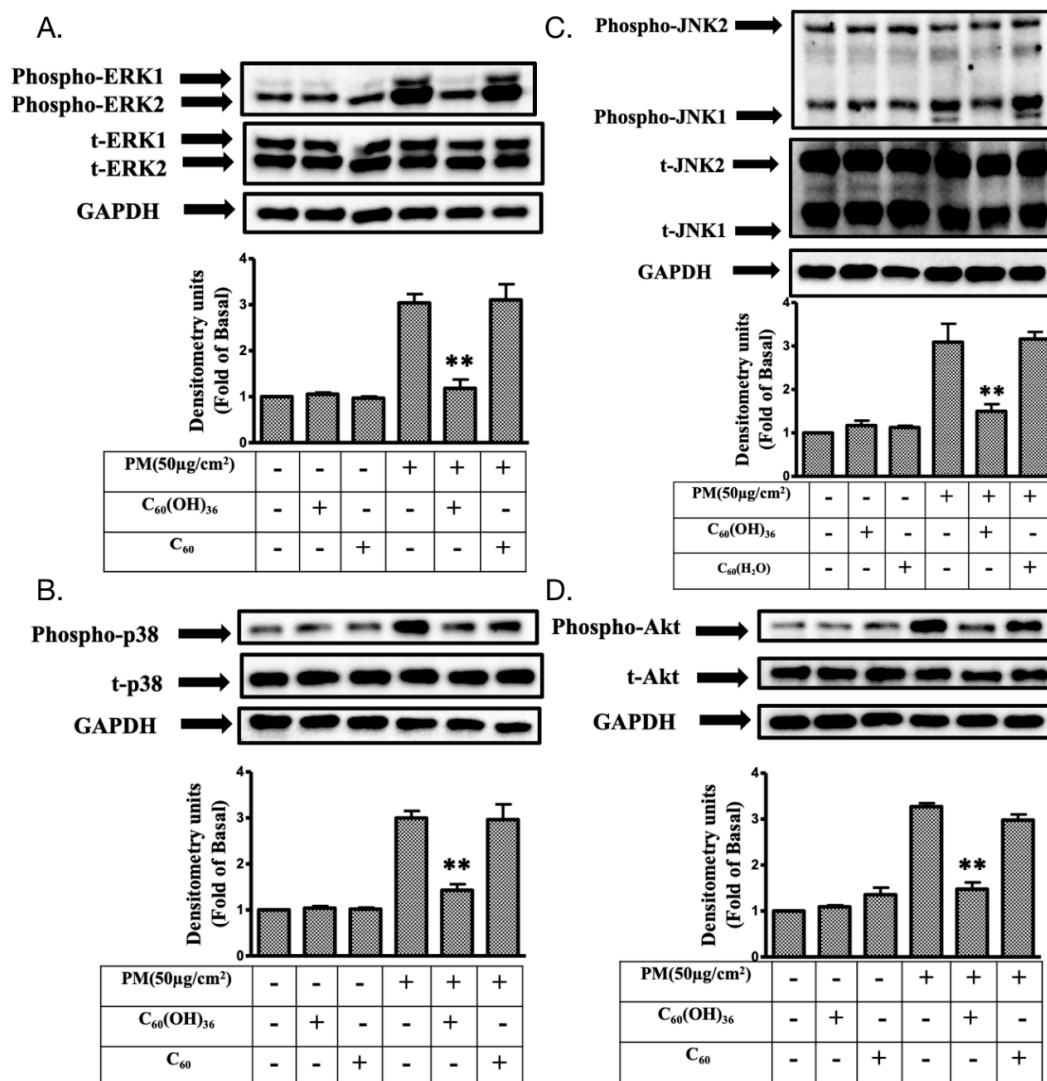 A.
Phospho-ERK1
Phospho-ERK2
t-ERK1
t-ERK2
GAPDH
Densitometry units
(Fold of Basal)
4
3
2
1
0
**
PM(50µg/cm²) - - - + + +
C₆₀(OH)₃₆ - + - - + -
C₆₀ - - + - - +
B.
Phospho-p38
t-p38
GAPDH
Densitometry units
(Fold of Basal)
4
3
2
1
0
**
PM(50µg/cm²) - - - + + +
C₆₀(OH)₃₆ - + - - + -
C₆₀ - - + - - +
C.
Phospho-JNK2
Phospho-JNK1
t-JNK2
t-JNK1
GAPDH
Densitometry units
(Fold of Basal)
4
3
2
1
0
**
PM(50µg/cm²) - - - + + +
C₆₀(OH)₃₆ - + - - + -
C₆₀(H₂O) - - + - - +
D.
Phospho-Akt
t-Akt
GAPDH
Densitometry units
(Fold of Basal)
4
3
2
1
0
**
PM(50µg/cm²) - - - + + +
C₆₀(OH)₃₆ - + - - + -
C₆₀ - - + - - +